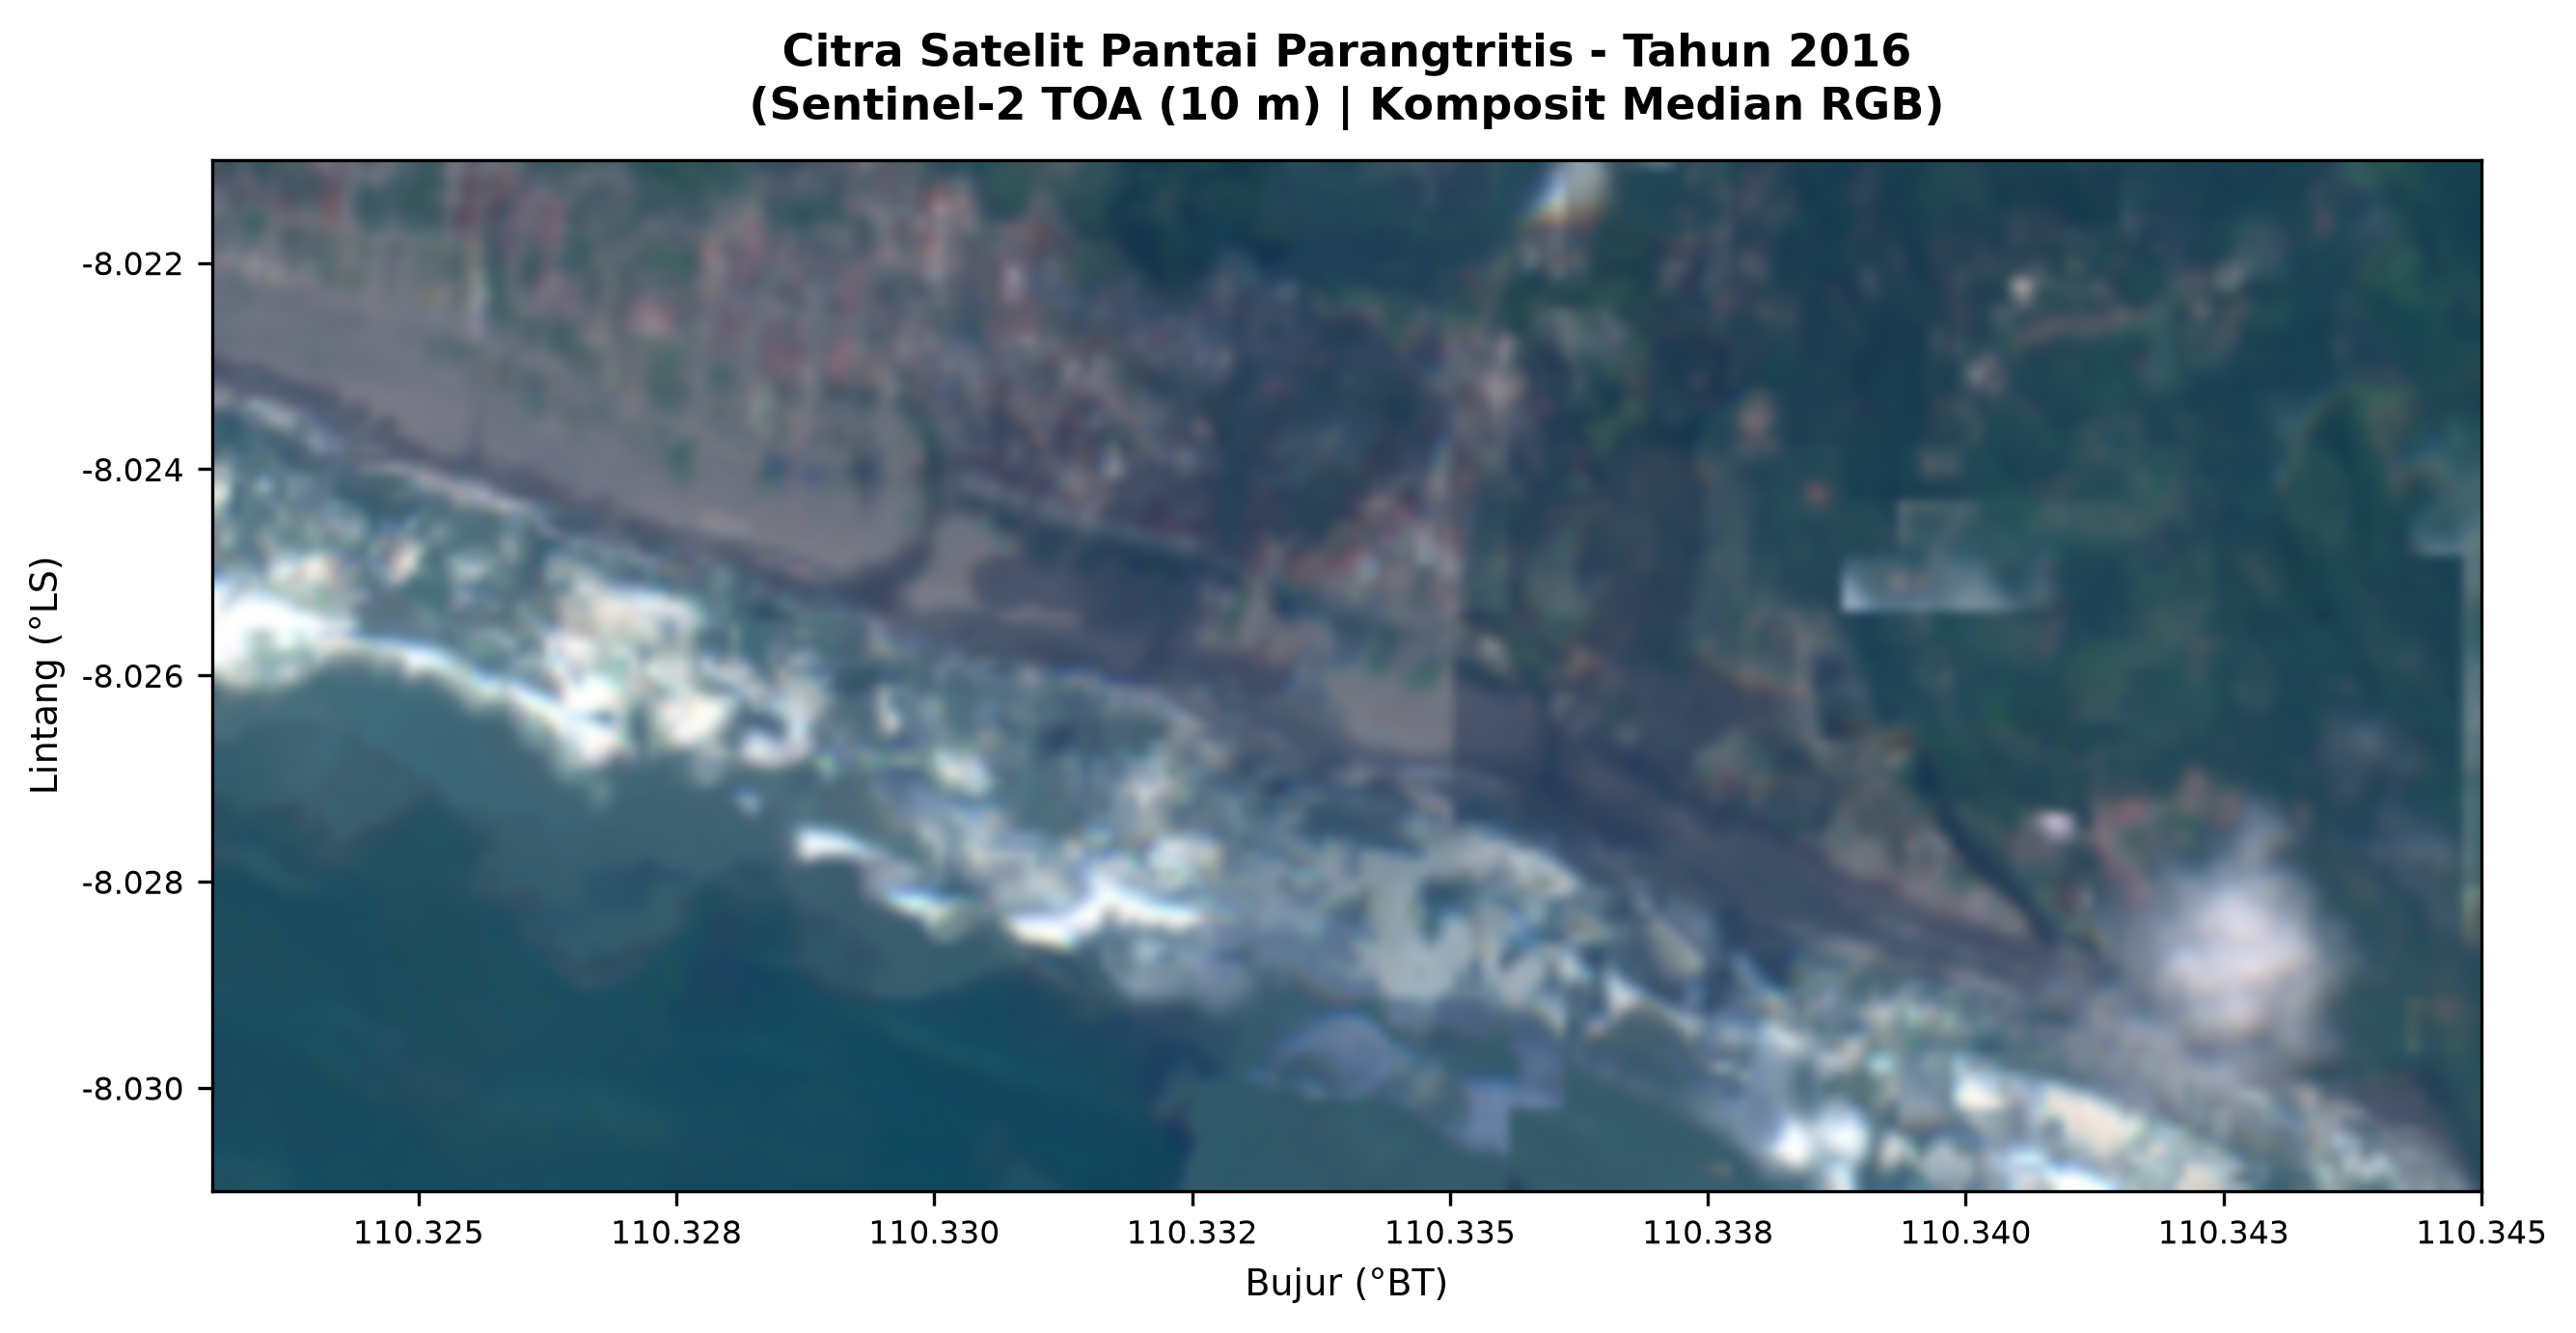 Citra Satelit Pantai Parangtritis - Tahun 2016
(Sentinel-2 TOA (10 m) | Komposit Median RGB)
Lintang (°LS)
-8.022
-8.024
-8.026
-8.028
-8.030
110.325 110.328 110.330 110.332 110.335 110.338 110.340 110.343 110.345
Bujur (°BT)